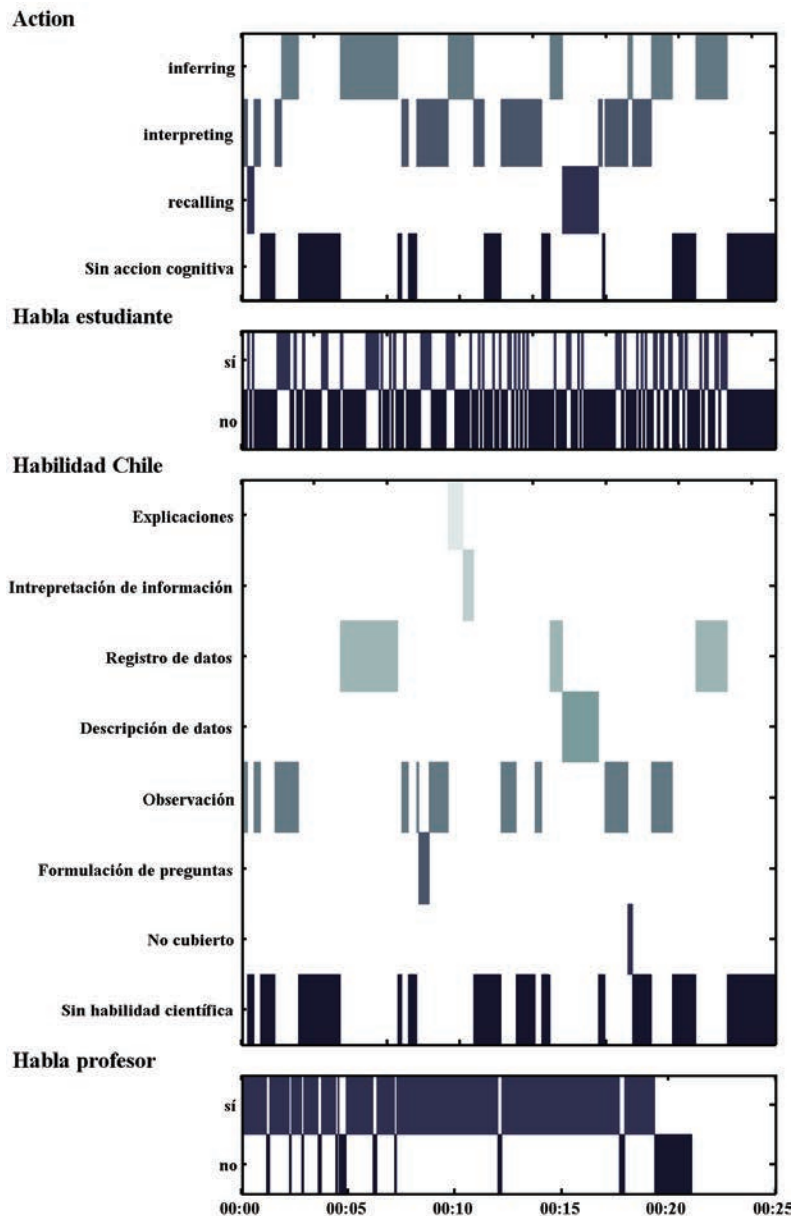 Action
inferring
interpreting
recalling
Sin accion cognitiva
Habla estudiante
sí
no
Habilidad Chile
Explicaciones
Intrepretación de información
Registro de datos
Descripción de datos
Observación
Formulación de preguntas
No cubierto
Sin habilidad científica
Habla profesor
sí
no
00:00 00:05 00:10 00:15 00:20 00:25